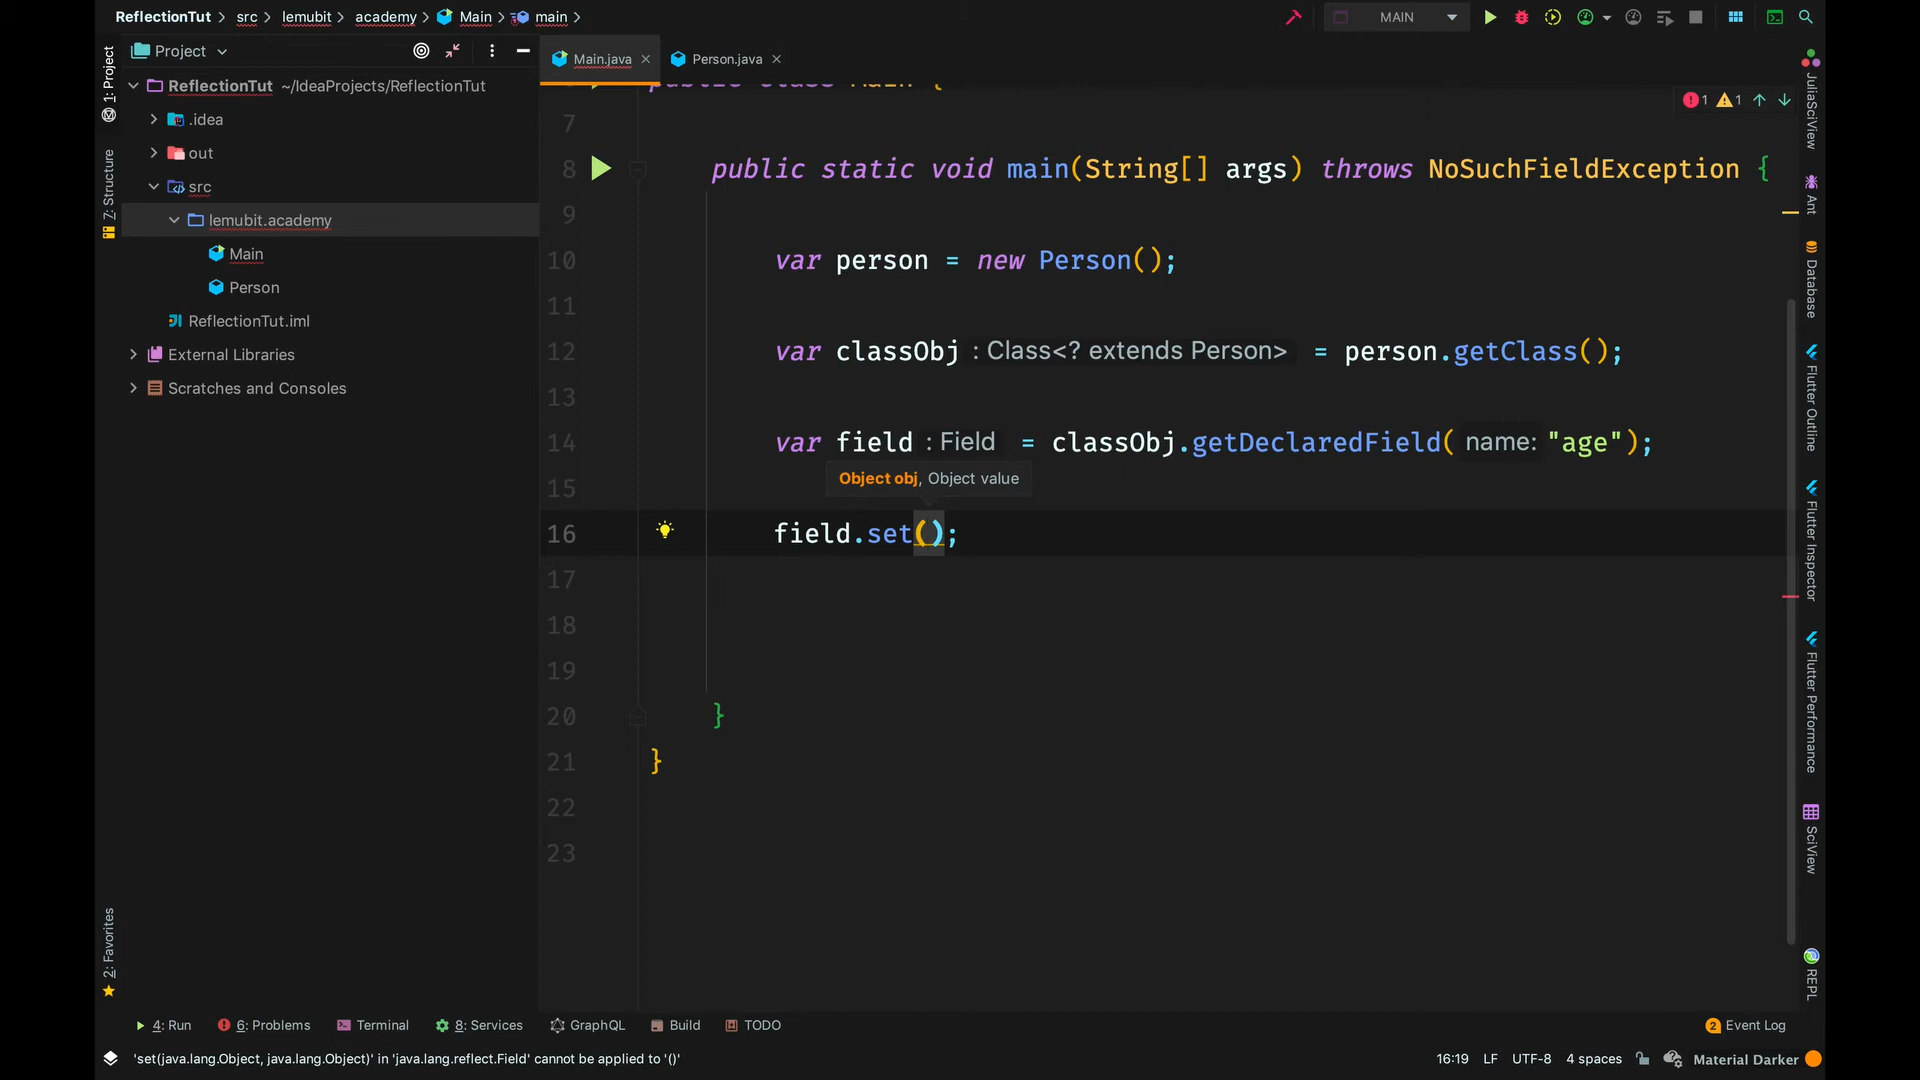 ReflectionTut > src > lemubit > academy > Main > main >
MAIN
1: Project
7: Structure
2: Favorites
Project
ReflectionTut ~/IdeaProjects/ReflectionTut
.idea
out
src
lemubit.academy
Main
Person
ReflectionTut.iml
External Libraries
Scratches and Consoles
Main.java
Person.java
1 1
public class Main {
7
8 public static void main(String[] args) throws NoSuchFieldException {
9
10 var person = new Person();
11
12 var classObj : Class<? extends Person> = person.getClass();
13
14 var field : Field = classObj.getDeclaredField( name: "age");
Object obj, Object value
15
16 field.set();
17
18
19
20 }
21 }
22
23
JuliaSciView
Ant
Database
Flutter Outline
Flutter Inspector
Flutter Performance
SciView
REPL
4: Run 6: Problems Terminal 8: Services GraphQL Build TODO 2 Event Log
'set(java.lang.Object, java.lang.Object)' in 'java.lang.reflect.Field' cannot be applied to '()' 16:19 LF UTF-8 4 spaces Material Darker